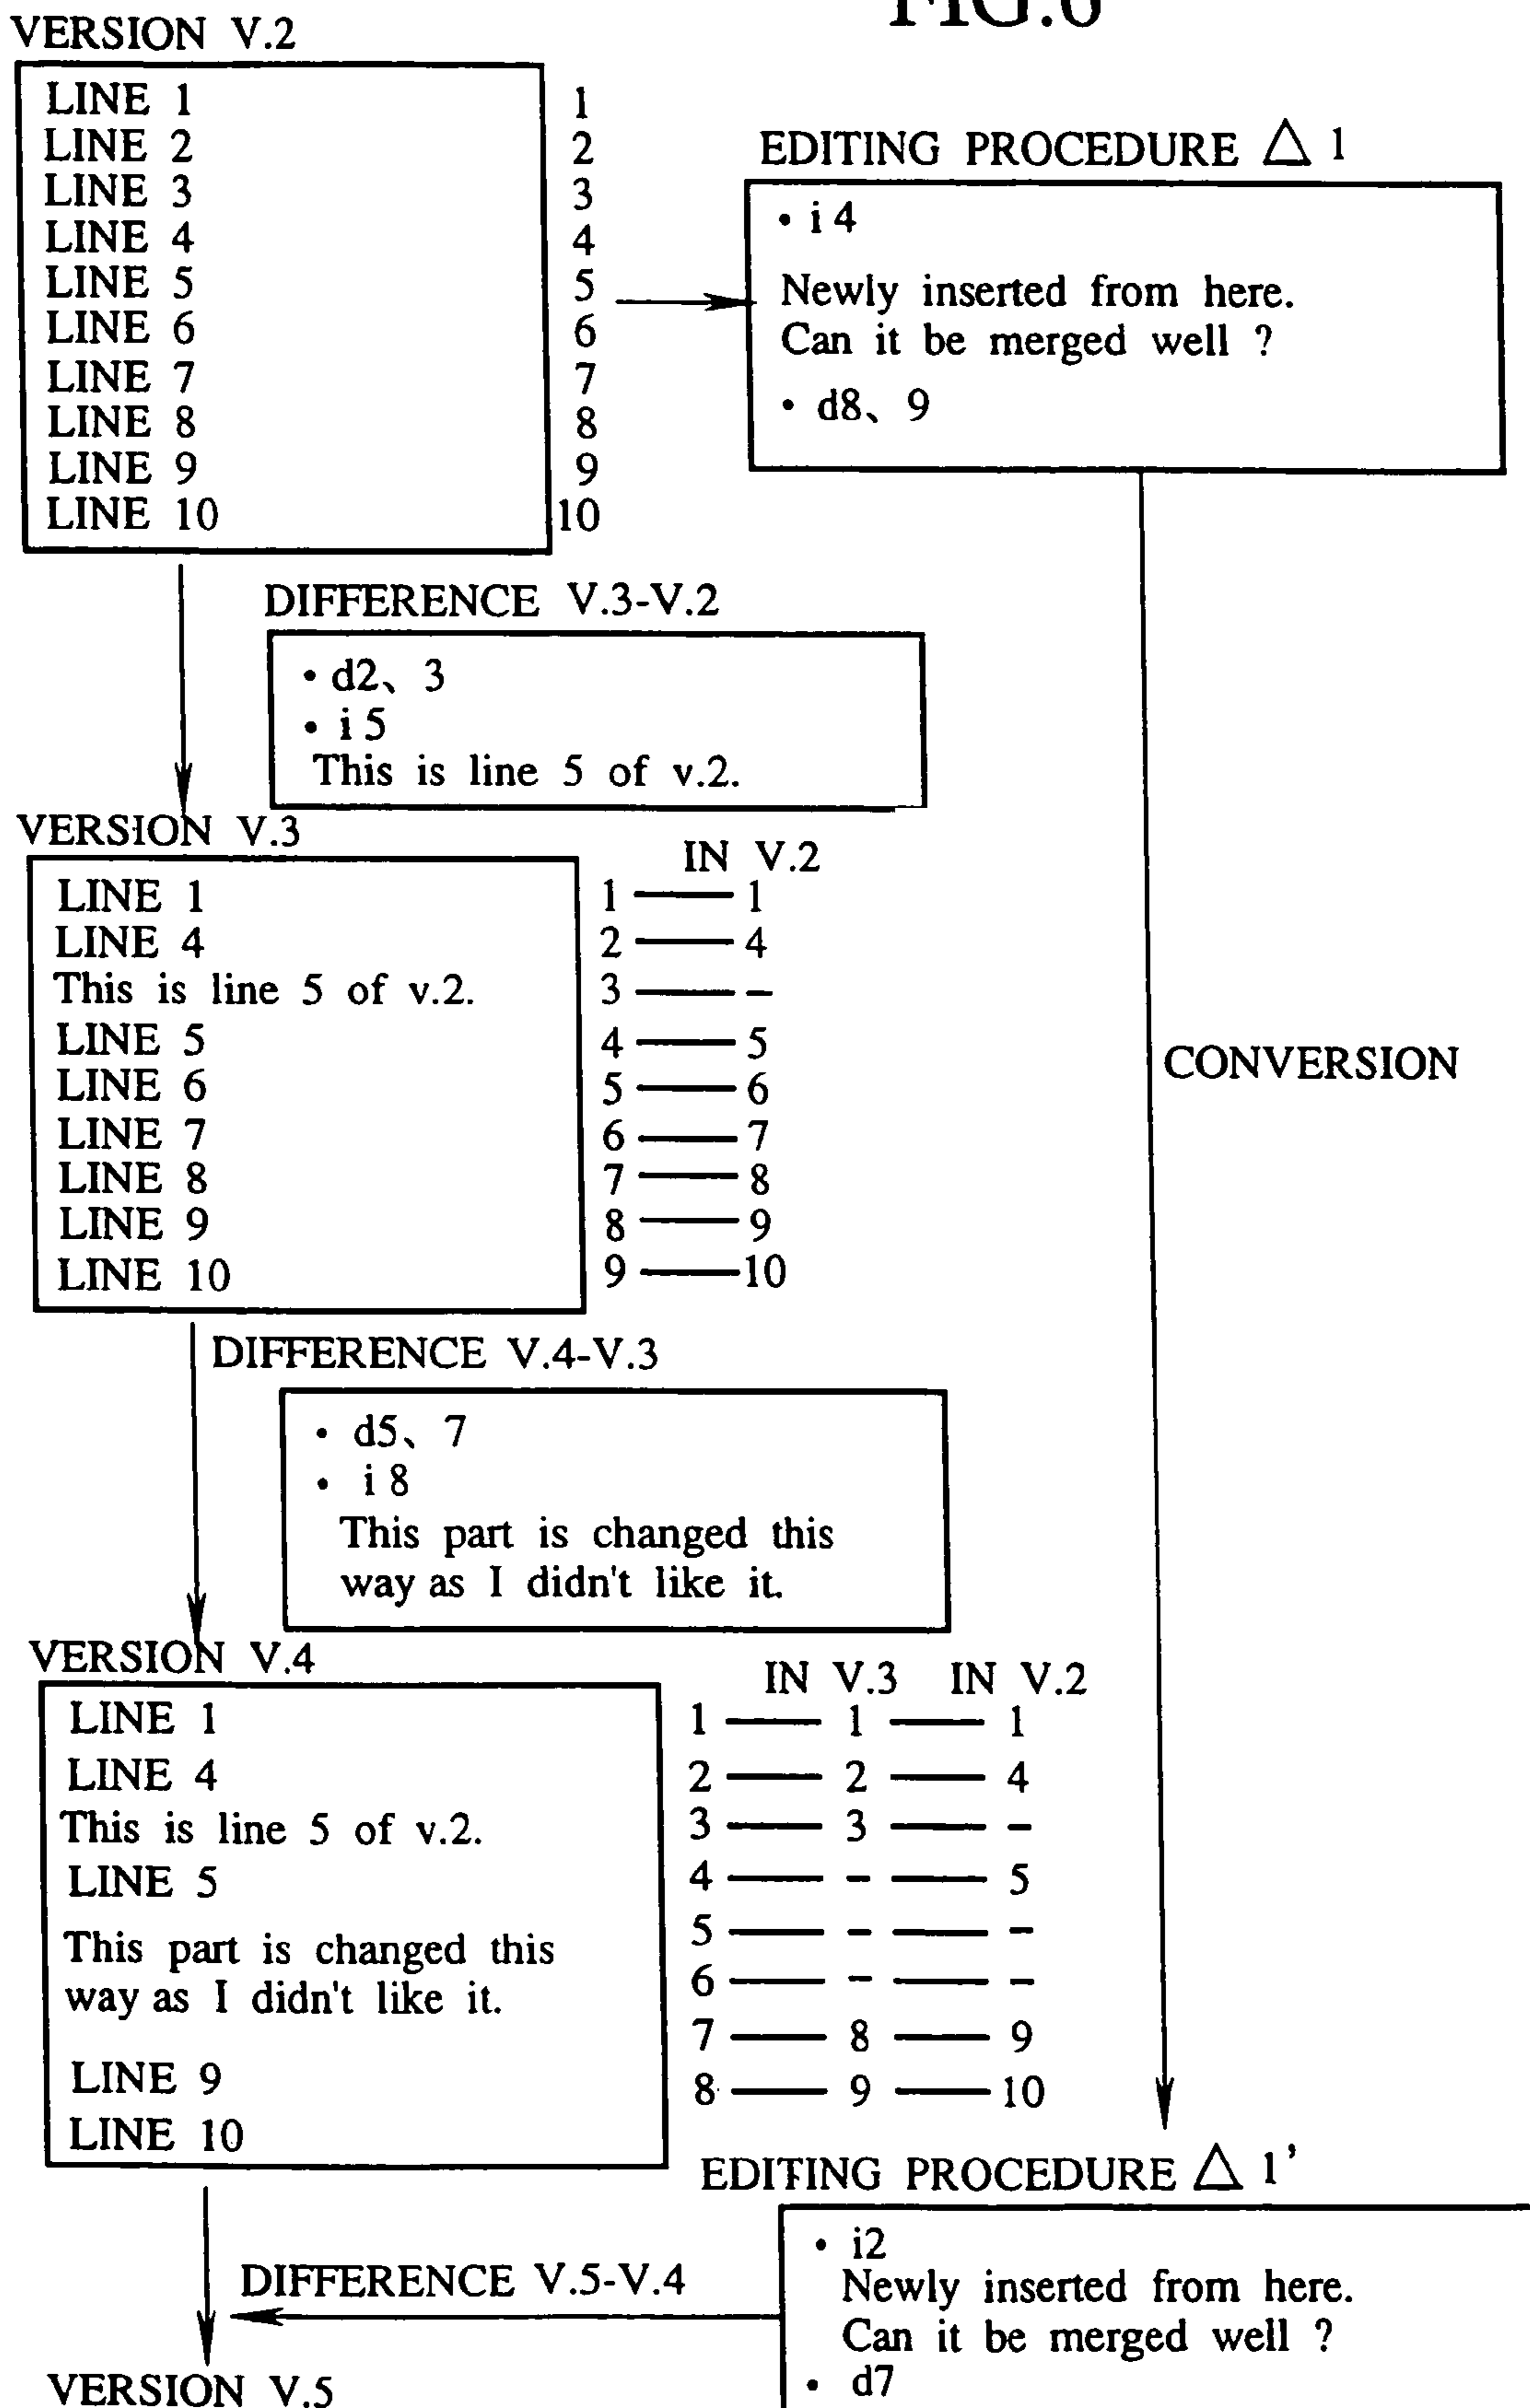 FIG.6
VERSION V.2
LINE 1 1
LINE 2 2
LINE 3 3
LINE 4 4
LINE 5 5
LINE 6 6
LINE 7 7
LINE 8 8
LINE 9 9
LINE 10 10
EDITING PROCEDURE △ 1
• i 4
Newly inserted from here.
Can it be merged well ?
• d8、 9
DIFFERENCE V.3-V.2
• d2、 3
• i 5
This is line 5 of v.2.
VERSION V.3
IN V.2
LINE 1 1 — 1
LINE 4 2 — 4
This is line 5 of v.2. 3 — -
LINE 5 4 — 5
LINE 6 5 — 6
LINE 7 6 — 7
LINE 8 7 — 8
LINE 9 8 — 9
LINE 10 9 — 10
CONVERSION
DIFFERENCE V.4-V.3
• d5、 7
• i 8
This part is changed this
way as I didn't like it.
VERSION V.4
IN V.3 IN V.2
LINE 1 1 — 1 — 1
LINE 4 2 — 2 — 4
This is line 5 of v.2. 3 — 3 — -
LINE 5 4 — - — 5
This part is changed this 5 — - — -
way as I didn't like it. 6 — - — -
LINE 9 7 — 8 — 9
LINE 10 8 — 9 — 10
EDITING PROCEDURE △ 1'
• i2
Newly inserted from here.
Can it be merged well ?
• d7
DIFFERENCE V.5-V.4
VERSION V.5